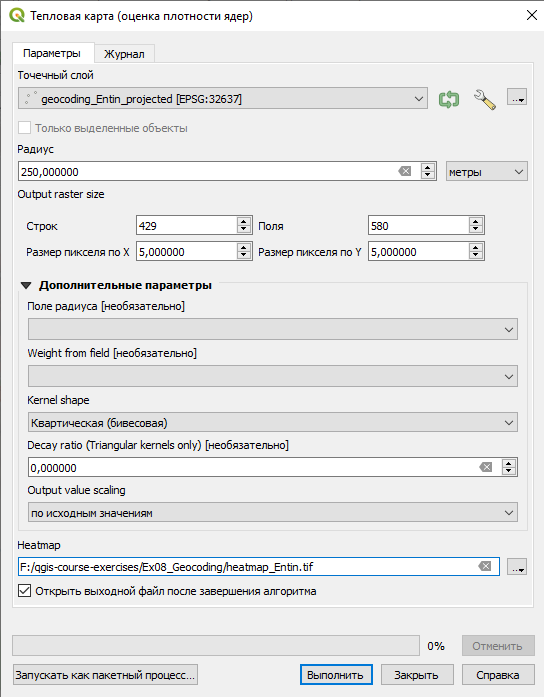 Тепловая карта (оценка плотности ядер)
Параметры
Журнал
Точечный слой
geocoding_Entin_projected [EPSG:32637]
...
Только выделенные объекты
Радиус
250,000000
метры
Output raster size
Строк 429 Поля 580
Размер пикселя по X 5,000000 Размер пикселя по Y 5,000000
Дополнительные параметры
Поле радиуса [необязательно]
Weight from field [необязательно]
Kernel shape
Квартическая (бивесовая)
Decay ratio (Triangular kernels only) [необязательно]
0,000000
Output value scaling
по исходным значениям
Heatmap
F:/qgis-course-exercises/Ex08_Geocoding/heatmap_Entin.tif
...
Открыть выходной файл после завершения алгоритма
0% Отменить
Запускать как пакетный процесс... Выполнить Закрыть Справка